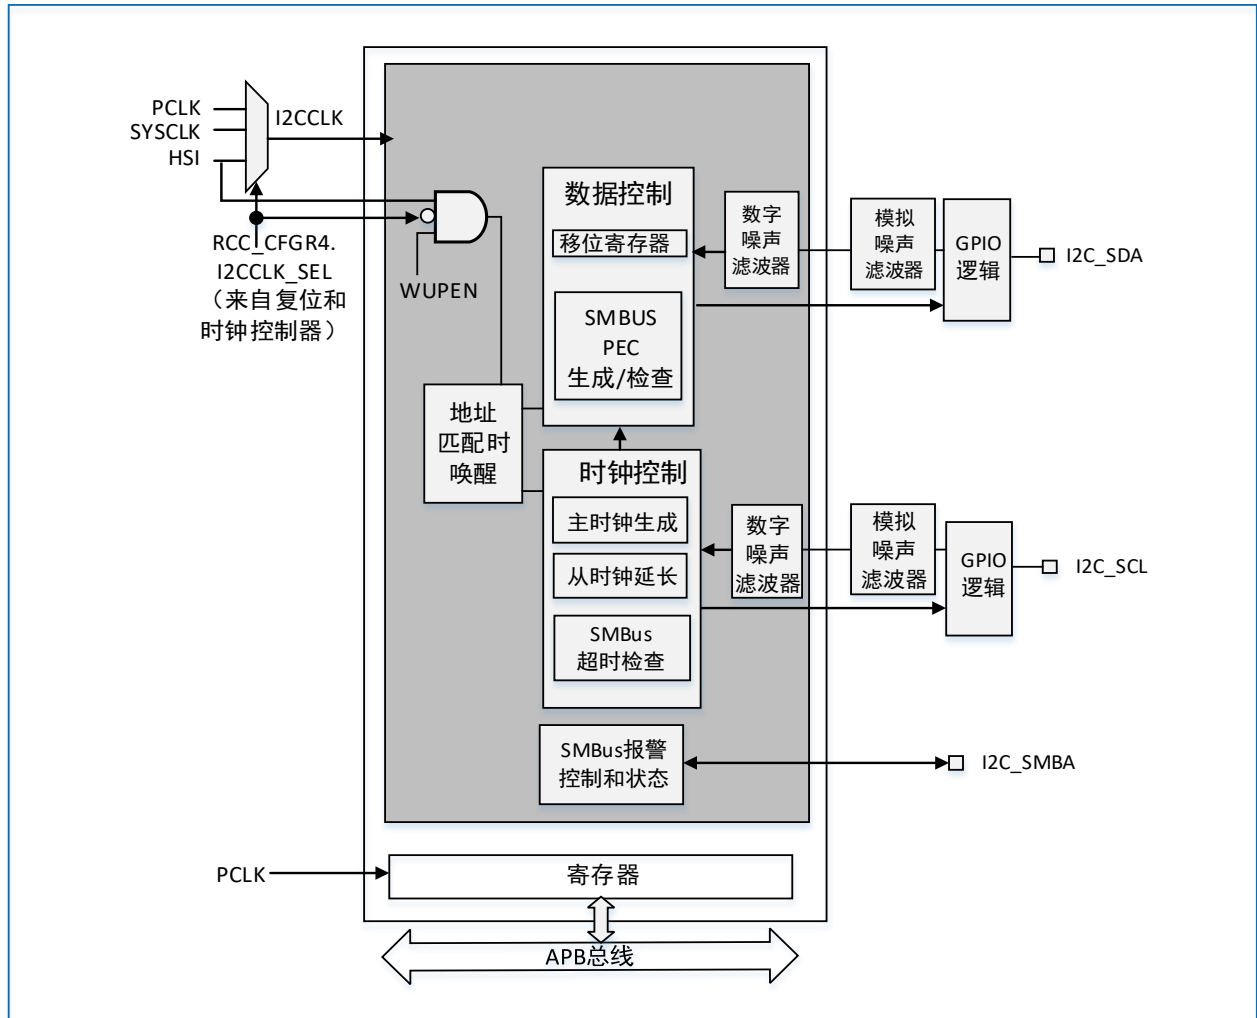 PCLK
SYSCLK
HSI
I2CCLK
RCC_CFGR4.
I2CCLK_SEL
（来自复位和
时钟控制器）
WUPEN
数据控制
移位寄存器
SMBUS
PEC
生成/检查
数字
噪声
滤波器
模拟
噪声
滤波器
GPIO
逻辑
I2C_SDA
地址
匹配时
唤醒
时钟控制
主时钟生成
从时钟延长
SMBus
超时检查
数字
噪声
滤波器
模拟
噪声
滤波器
GPIO
逻辑
I2C_SCL
SMBus报警
控制和状态
I2C_SMBA
PCLK
寄存器
APB总线